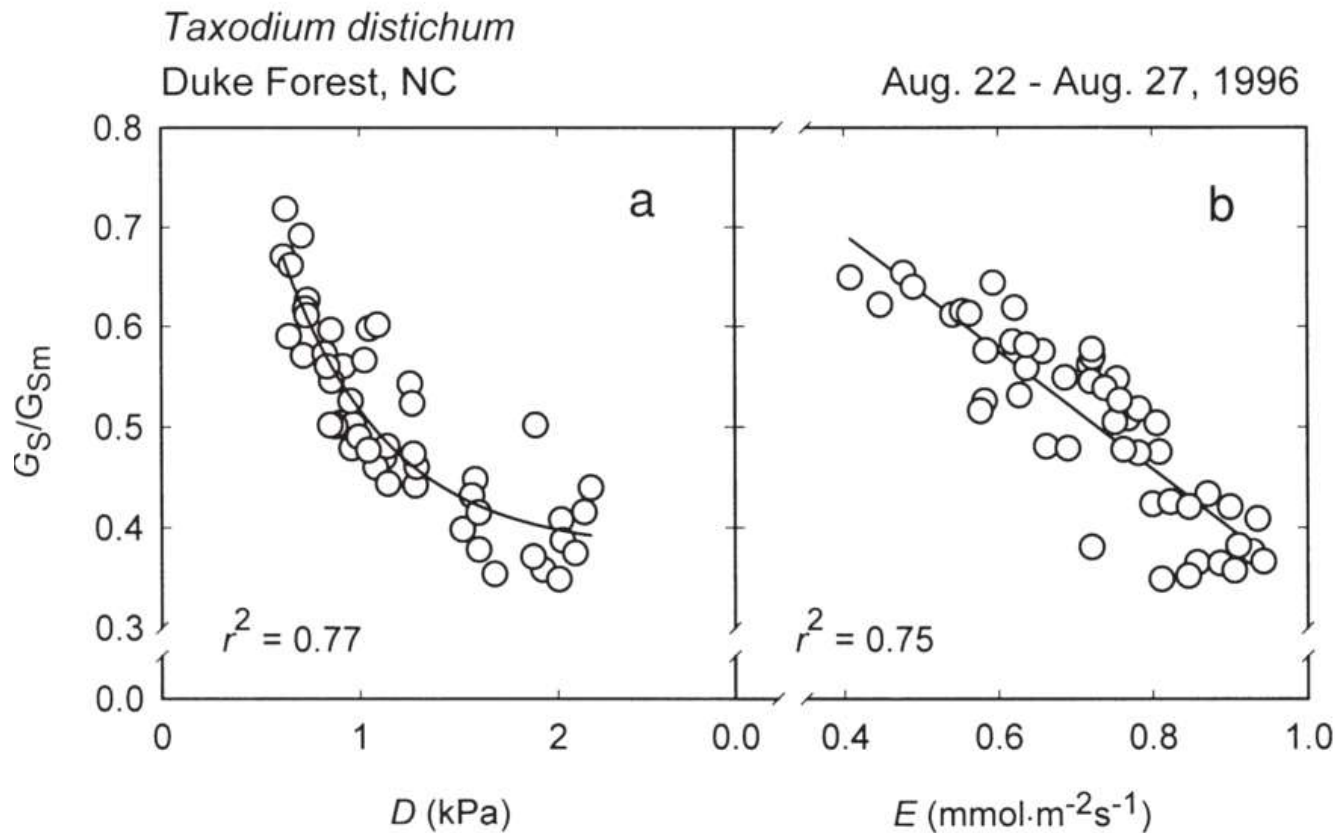 Taxodium distichum
Duke Forest, NC
Aug. 22 - Aug. 27, 1996
0.8
0.7
0.6
0.5
0.4
0.3
0.0
G_S/G_Sm
a
b
r² = 0.77
r² = 0.75
0 1 2 0.0 0.4 0.6 0.8 1.0
D (kPa)
E (mmol·m⁻²s⁻¹)